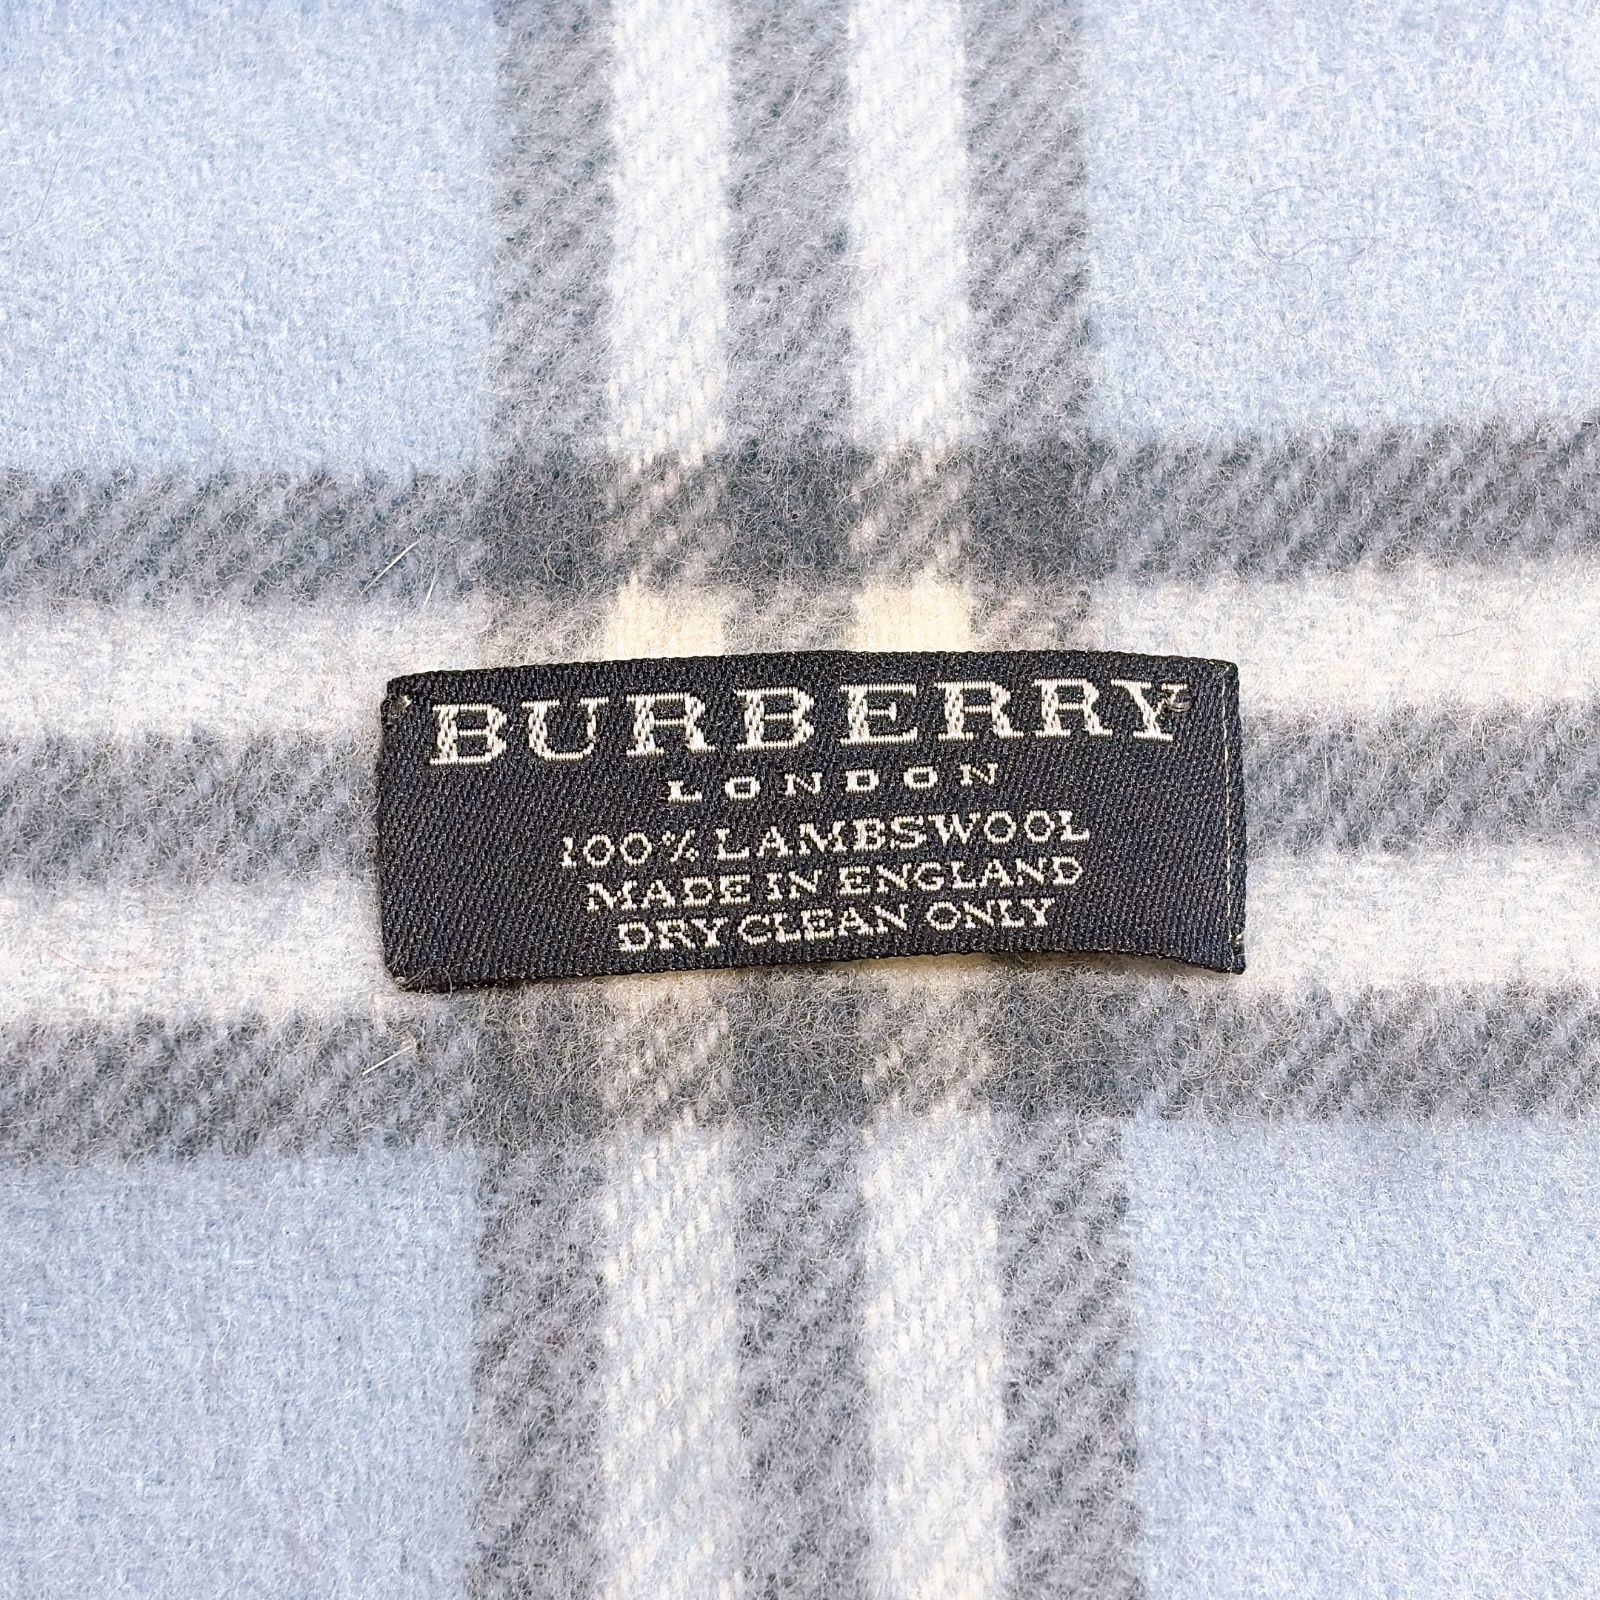 BURBERRY
LONDON
100% LAMBSWOOL
MADE IN ENGLAND
DRY CLEAN ONLY